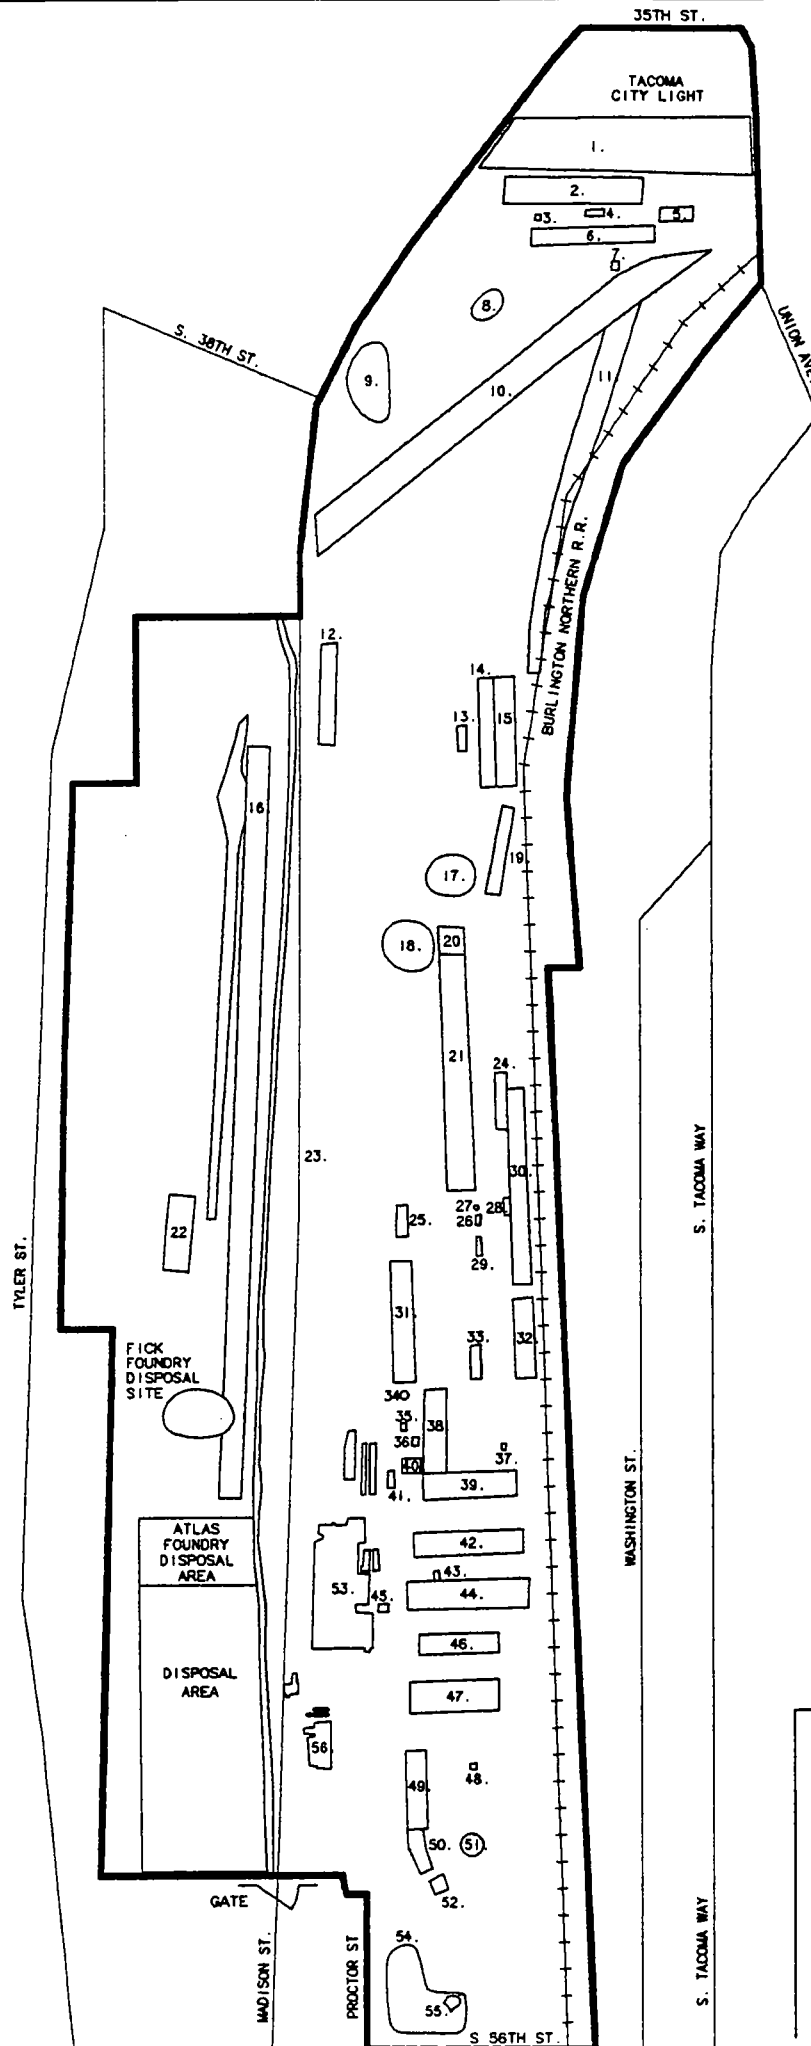 35TH ST.
TACOMA
CITY LIGHT
1.
2.
3.
4.
5.
6.
7.
8.
UNION AVE.
S. 38TH ST.
9.
10.
11.
BURLINGTON NORTHERN R.R.
12.
14.
13.
15
16
19.
17.
18.
20
21
24.
23.
30.
27.
28.
25.
26
22
29.
S. TACOMA WAY
TYLER ST.
31
33.
32.
FICK
FOUNDRY
DISPOSAL
SITE
34
35.
38
36
37.
40
39.
41.
WASHINGTON ST.
ATLAS
FOUNDRY
DISPOSAL
AREA
42.
43.
53.
45.
44.
46.
DISPOSAL
AREA
47.
56
48.
49.
50.
51.
52.
GATE
54.
MADISON ST.
PROCTOR ST
S. TACOMA WAY
55.
S 56TH ST.